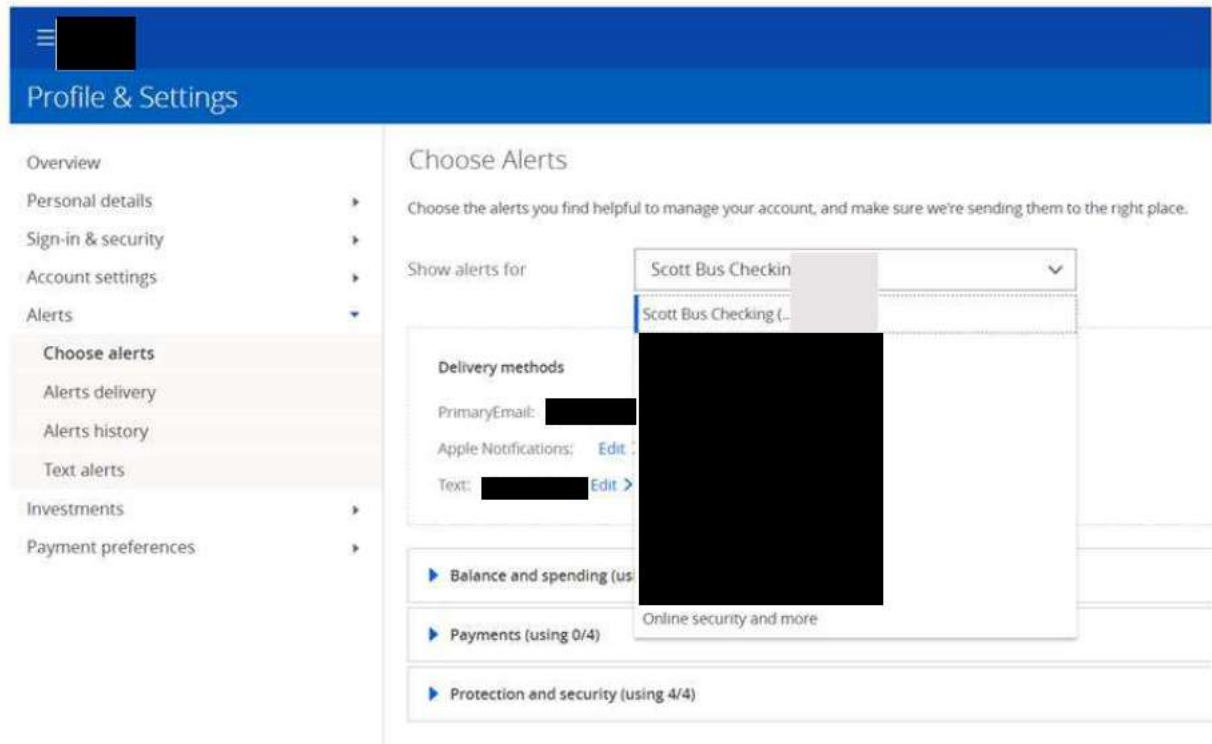 Profile & Settings
Overview
Personal details
Sign-in & security
Account settings
Alerts
Choose alerts
Alerts delivery
Alerts history
Text alerts
Investments
Payment preferences
Choose Alerts
Choose the alerts you find helpful to manage your account, and make sure we're sending them to the right place.
Show alerts for
Scott Bus Checkin
Scott Bus Checking (...
Delivery methods
PrimaryEmail:
Apple Notifications: Edit
Text: Edit >
Balance and spending (usi
Payments (using 0/4)
Protection and security (using 4/4)
Online security and more